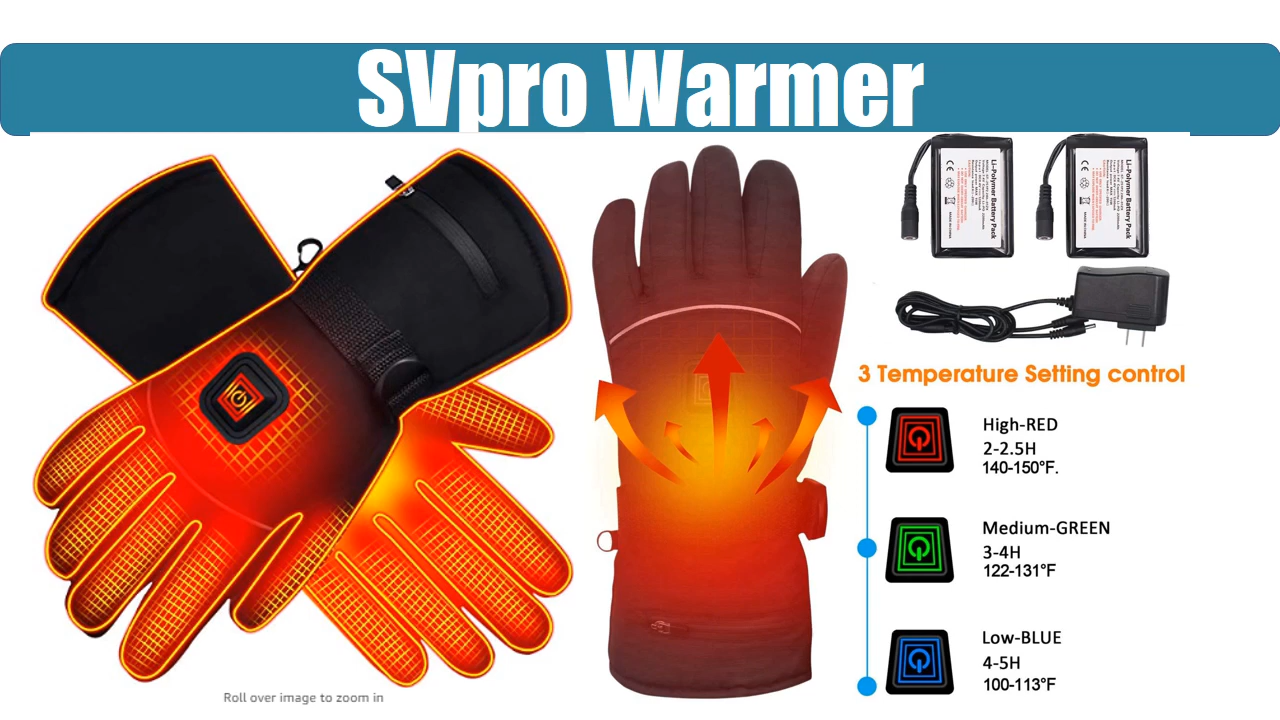 SVpro Warmer
Li-Polymer Battery Pack
Li-Polymer Battery Pack
3 Temperature Setting control
High-RED
2-2.5H
140-150°F.
Medium-GREEN
3-4H
122-131°F
Low-BLUE
4-5H
100-113°F
Roll over image to zoom in